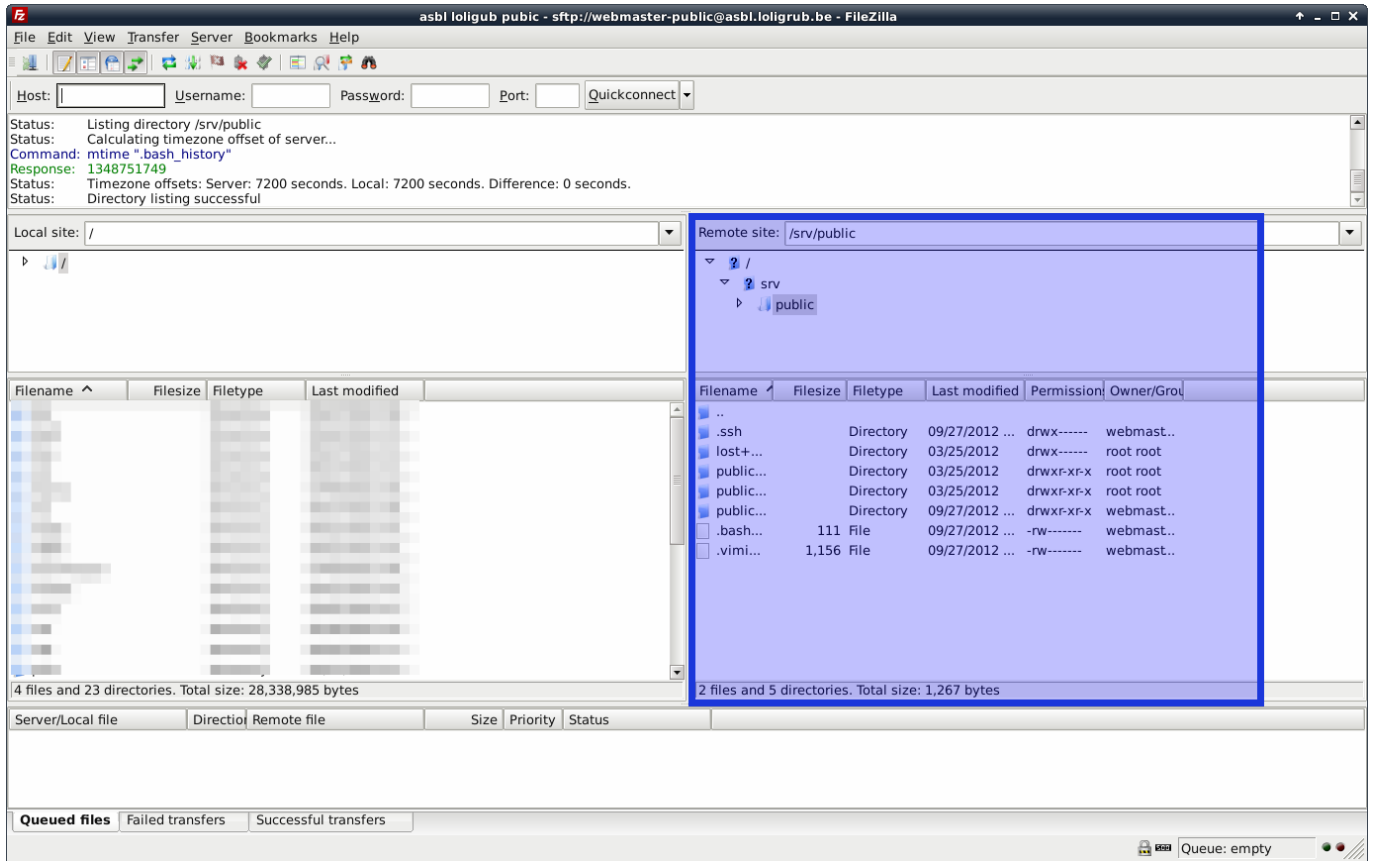 asbl loligub pubic - sftp://webmaster-public@asbl.loligrub.be - FileZilla
File Edit View Transfer Server Bookmarks Help
Host: Username: Password: Port: Quickconnect
Status: Listing directory /srv/public
Status: Calculating timezone offset of server...
Command: mtime ".bash_history"
Response: 1348751749
Status: Timezone offsets: Server: 7200 seconds. Local: 7200 seconds. Difference: 0 seconds.
Status: Directory listing successful
Local site: /
/
Filename Filesize Filetype Last modified
4 files and 23 directories. Total size: 28,338,985 bytes
Remote site: /srv/public
/
srv
public
Filename Filesize Filetype Last modified Permission Owner/Grou
..
.ssh Directory 09/27/2012 ... drwx------ webmast..
lost+... Directory 03/25/2012 drwx------ root root
public... Directory 03/25/2012 drwxr-xr-x root root
public... Directory 03/25/2012 drwxr-xr-x root root
public... Directory 09/27/2012 ... drwxr-xr-x webmast..
.bash... 111 File 09/27/2012 ... -rw------- webmast..
.vimi... 1,156 File 09/27/2012 ... -rw------- webmast..
2 files and 5 directories. Total size: 1,267 bytes
Server/Local file Direction Remote file Size Priority Status
Queued files Failed transfers Successful transfers
Queue: empty